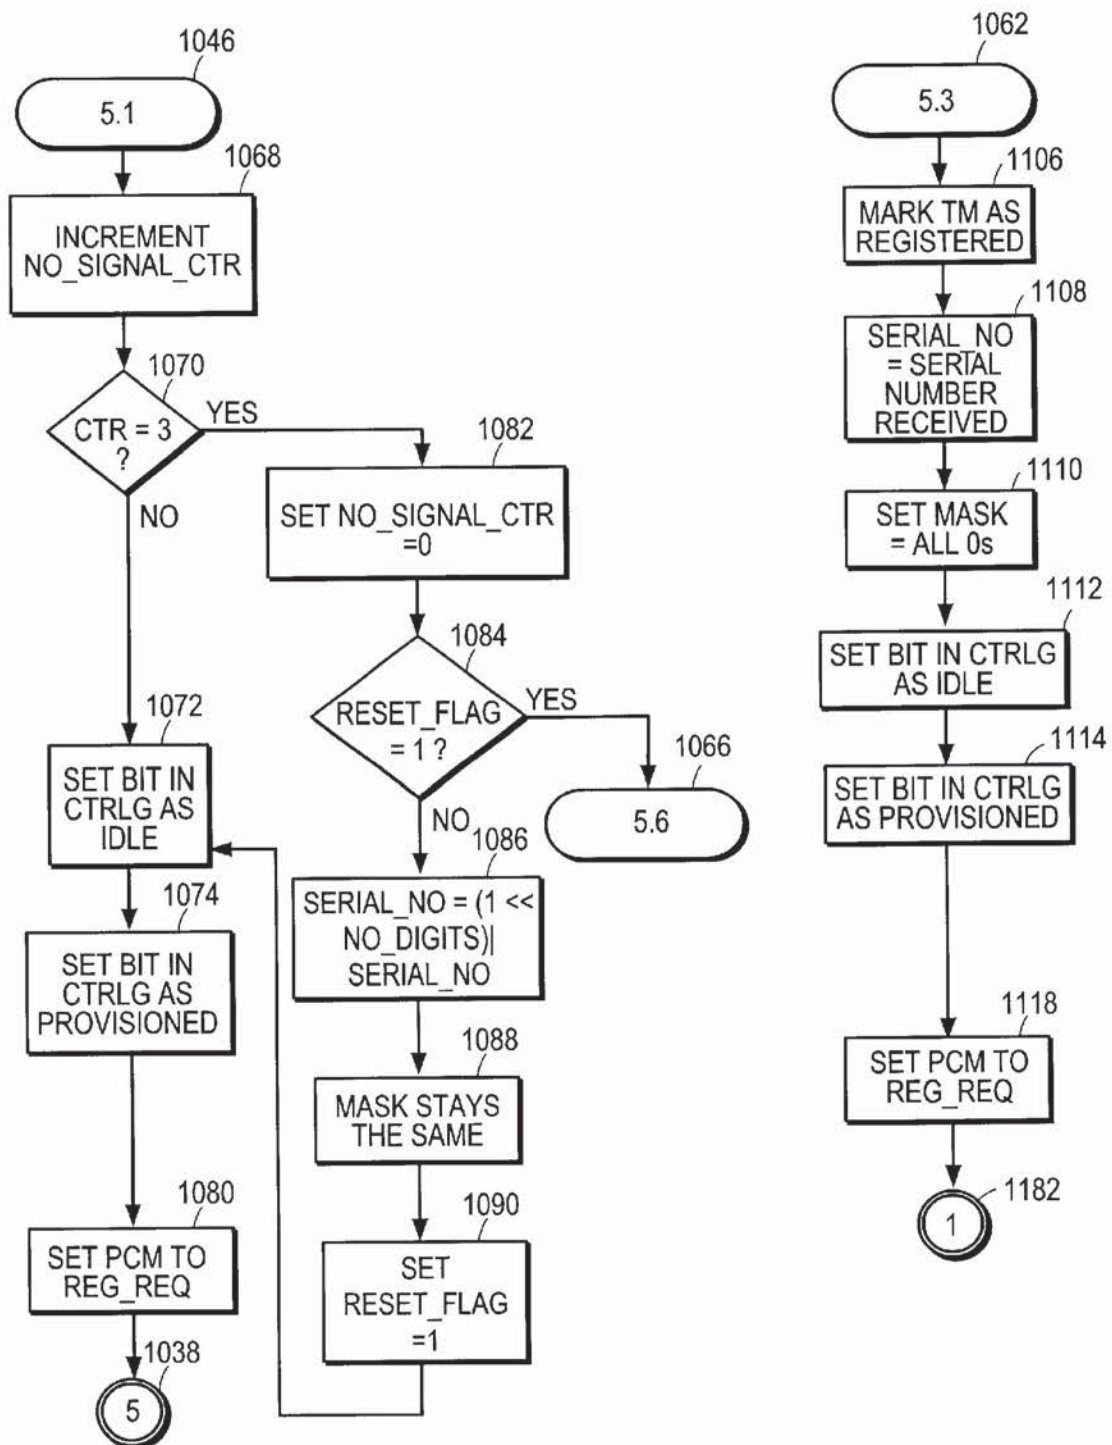 1046
5.1
1068
INCREMENT
NO_SIGNAL_CTR
1070
CTR = 3
?
YES
NO
1082
SET NO_SIGNAL_CTR
=0
1084
RESET_FLAG
= 1 ?
YES
NO
1066
5.6
1072
SET BIT IN
CTRLG AS
IDLE
1086
SERIAL_NO = (1 <<
NO_DIGITS)|
SERIAL_NO
1074
SET BIT IN
CTRLG AS
PROVISIONED
1088
MASK STAYS
THE SAME
1080
SET PCM TO
REG_REQ
1090
SET
RESET_FLAG
=1
1038
5
1062
5.3
1106
MARK TM AS
REGISTERED
1108
SERIAL_NO
= SERTAL
NUMBER
RECEIVED
1110
SET MASK
= ALL 0s
1112
SET BIT IN CTRLG
AS IDLE
1114
SET BIT IN CTRLG
AS PROVISIONED
1118
SET PCM TO
REG_REQ
1182
1